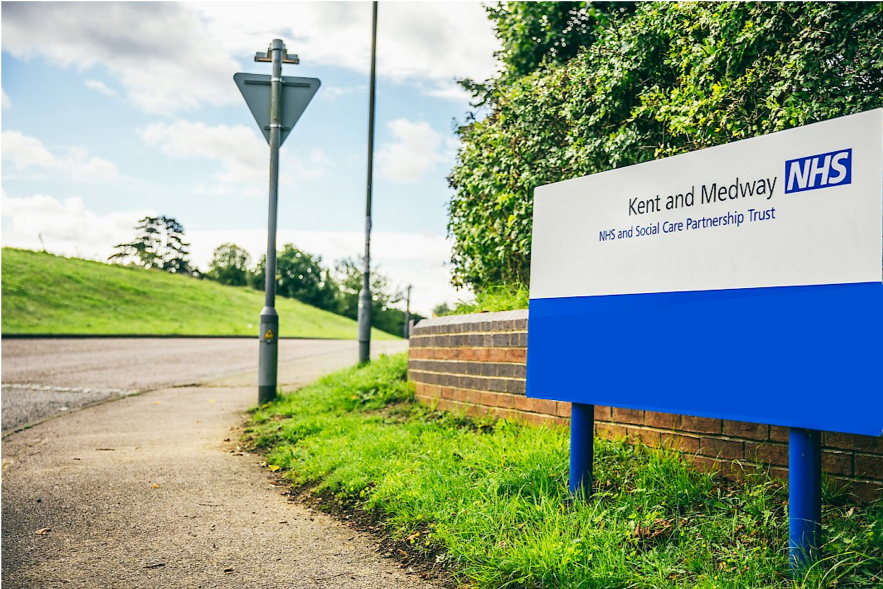 NHS
Kent and Medway
NHS and Social Care Partnership Trust